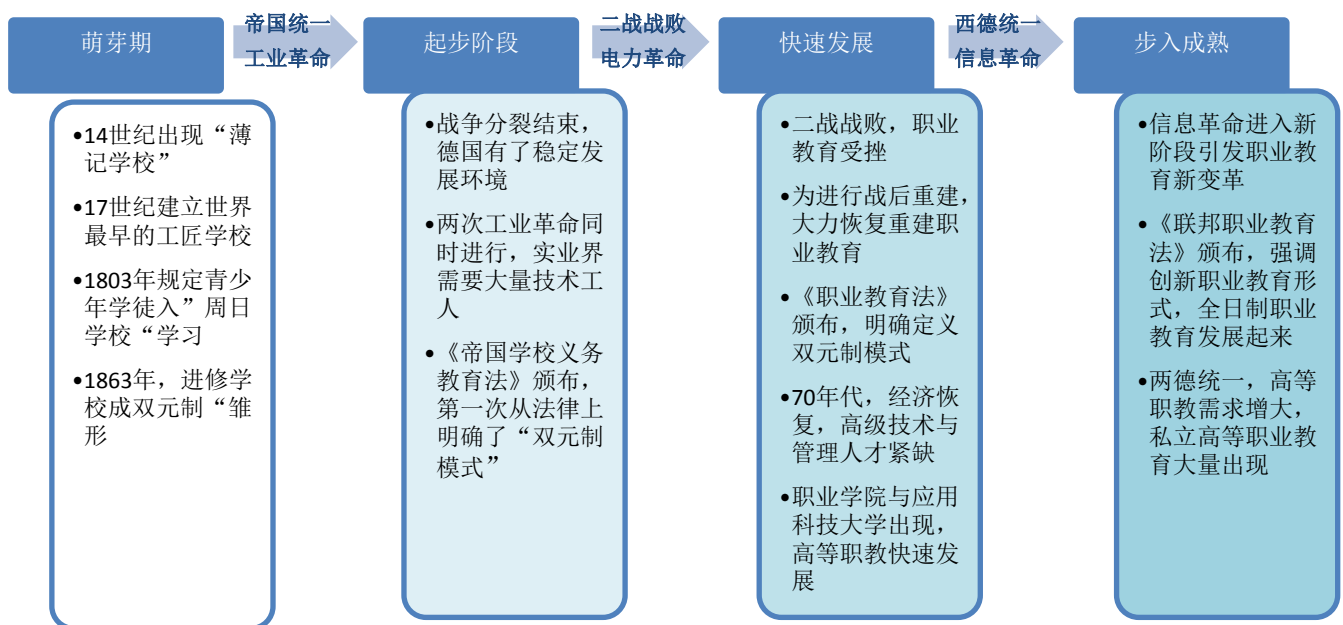 萌芽期
帝国统一
工业革命
起步阶段
二战战败
电力革命
快速发展
西德统一
信息革命
步入成熟
•14世纪出现“薄
记学校”
•17世纪建立世界
最早的工匠学校
•1803年规定青少
年学徒入”周日
学校“学习
•1863年，进修学
校成双元制“雏
形
•战争分裂结束，
德国有了稳定发
展环境
•两次工业革命同
时进行，实业界
需要大量技术工
人
•《帝国学校义务
教育法》颁布，
第一次从法律上
明确了“双元制
模式”
•二战战败，职业
教育受挫
•为进行战后重建，
大力恢复重建职
业教育
•《职业教育法》
颁布，明确定义
双元制模式
•70年代，经济恢
复，高级技术与
管理人才紧缺
•职业学院与应用
科技大学出现，
高等职教快速发
展
•信息革命进入新
阶段引发职业教
育新变革
•《联邦职业教育
法》颁布，强调
创新职业教育形
式，全日制职业
教育发展起来
•两德统一，高等
职教需求增大，
私立高等职业教
育大量出现